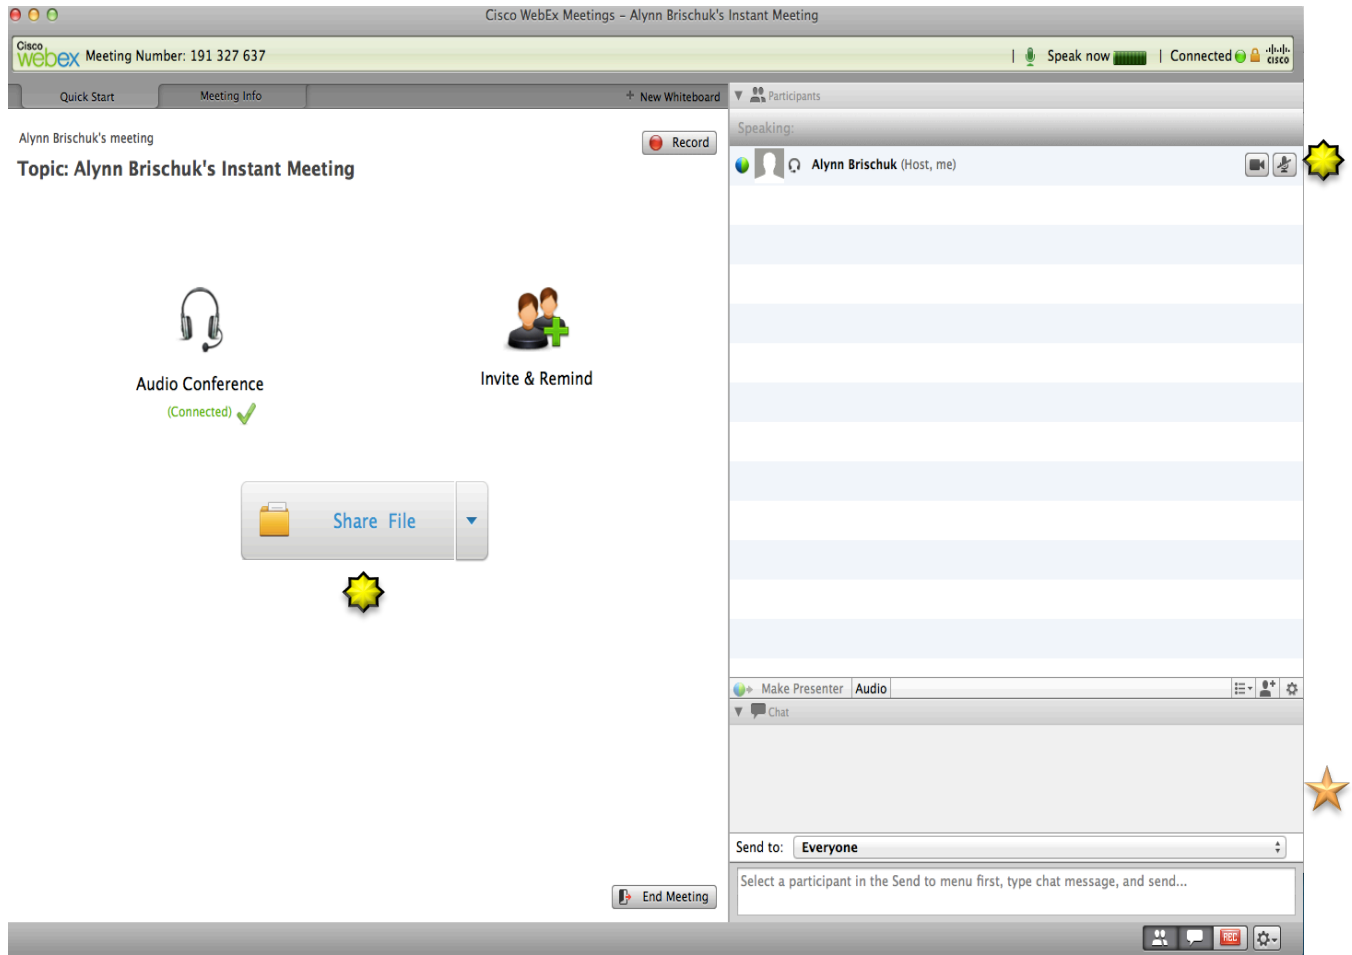 Cisco WebEx Meetings – Alynn Brischuk's Instant Meeting
Cisco webex Meeting Number: 191 327 637
| Speak now | Connected cisco
Quick Start Meeting Info + New Whiteboard
Participants
Speaking:
Alynn Brischuk's meeting
Record
Topic: Alynn Brischuk's Instant Meeting
Alynn Brischuk (Host, me)
Audio Conference
(Connected)
Invite & Remind
Share File
Make Presenter Audio
Chat
Send to: Everyone
Select a participant in the Send to menu first, type chat message, and send...
End Meeting
REC